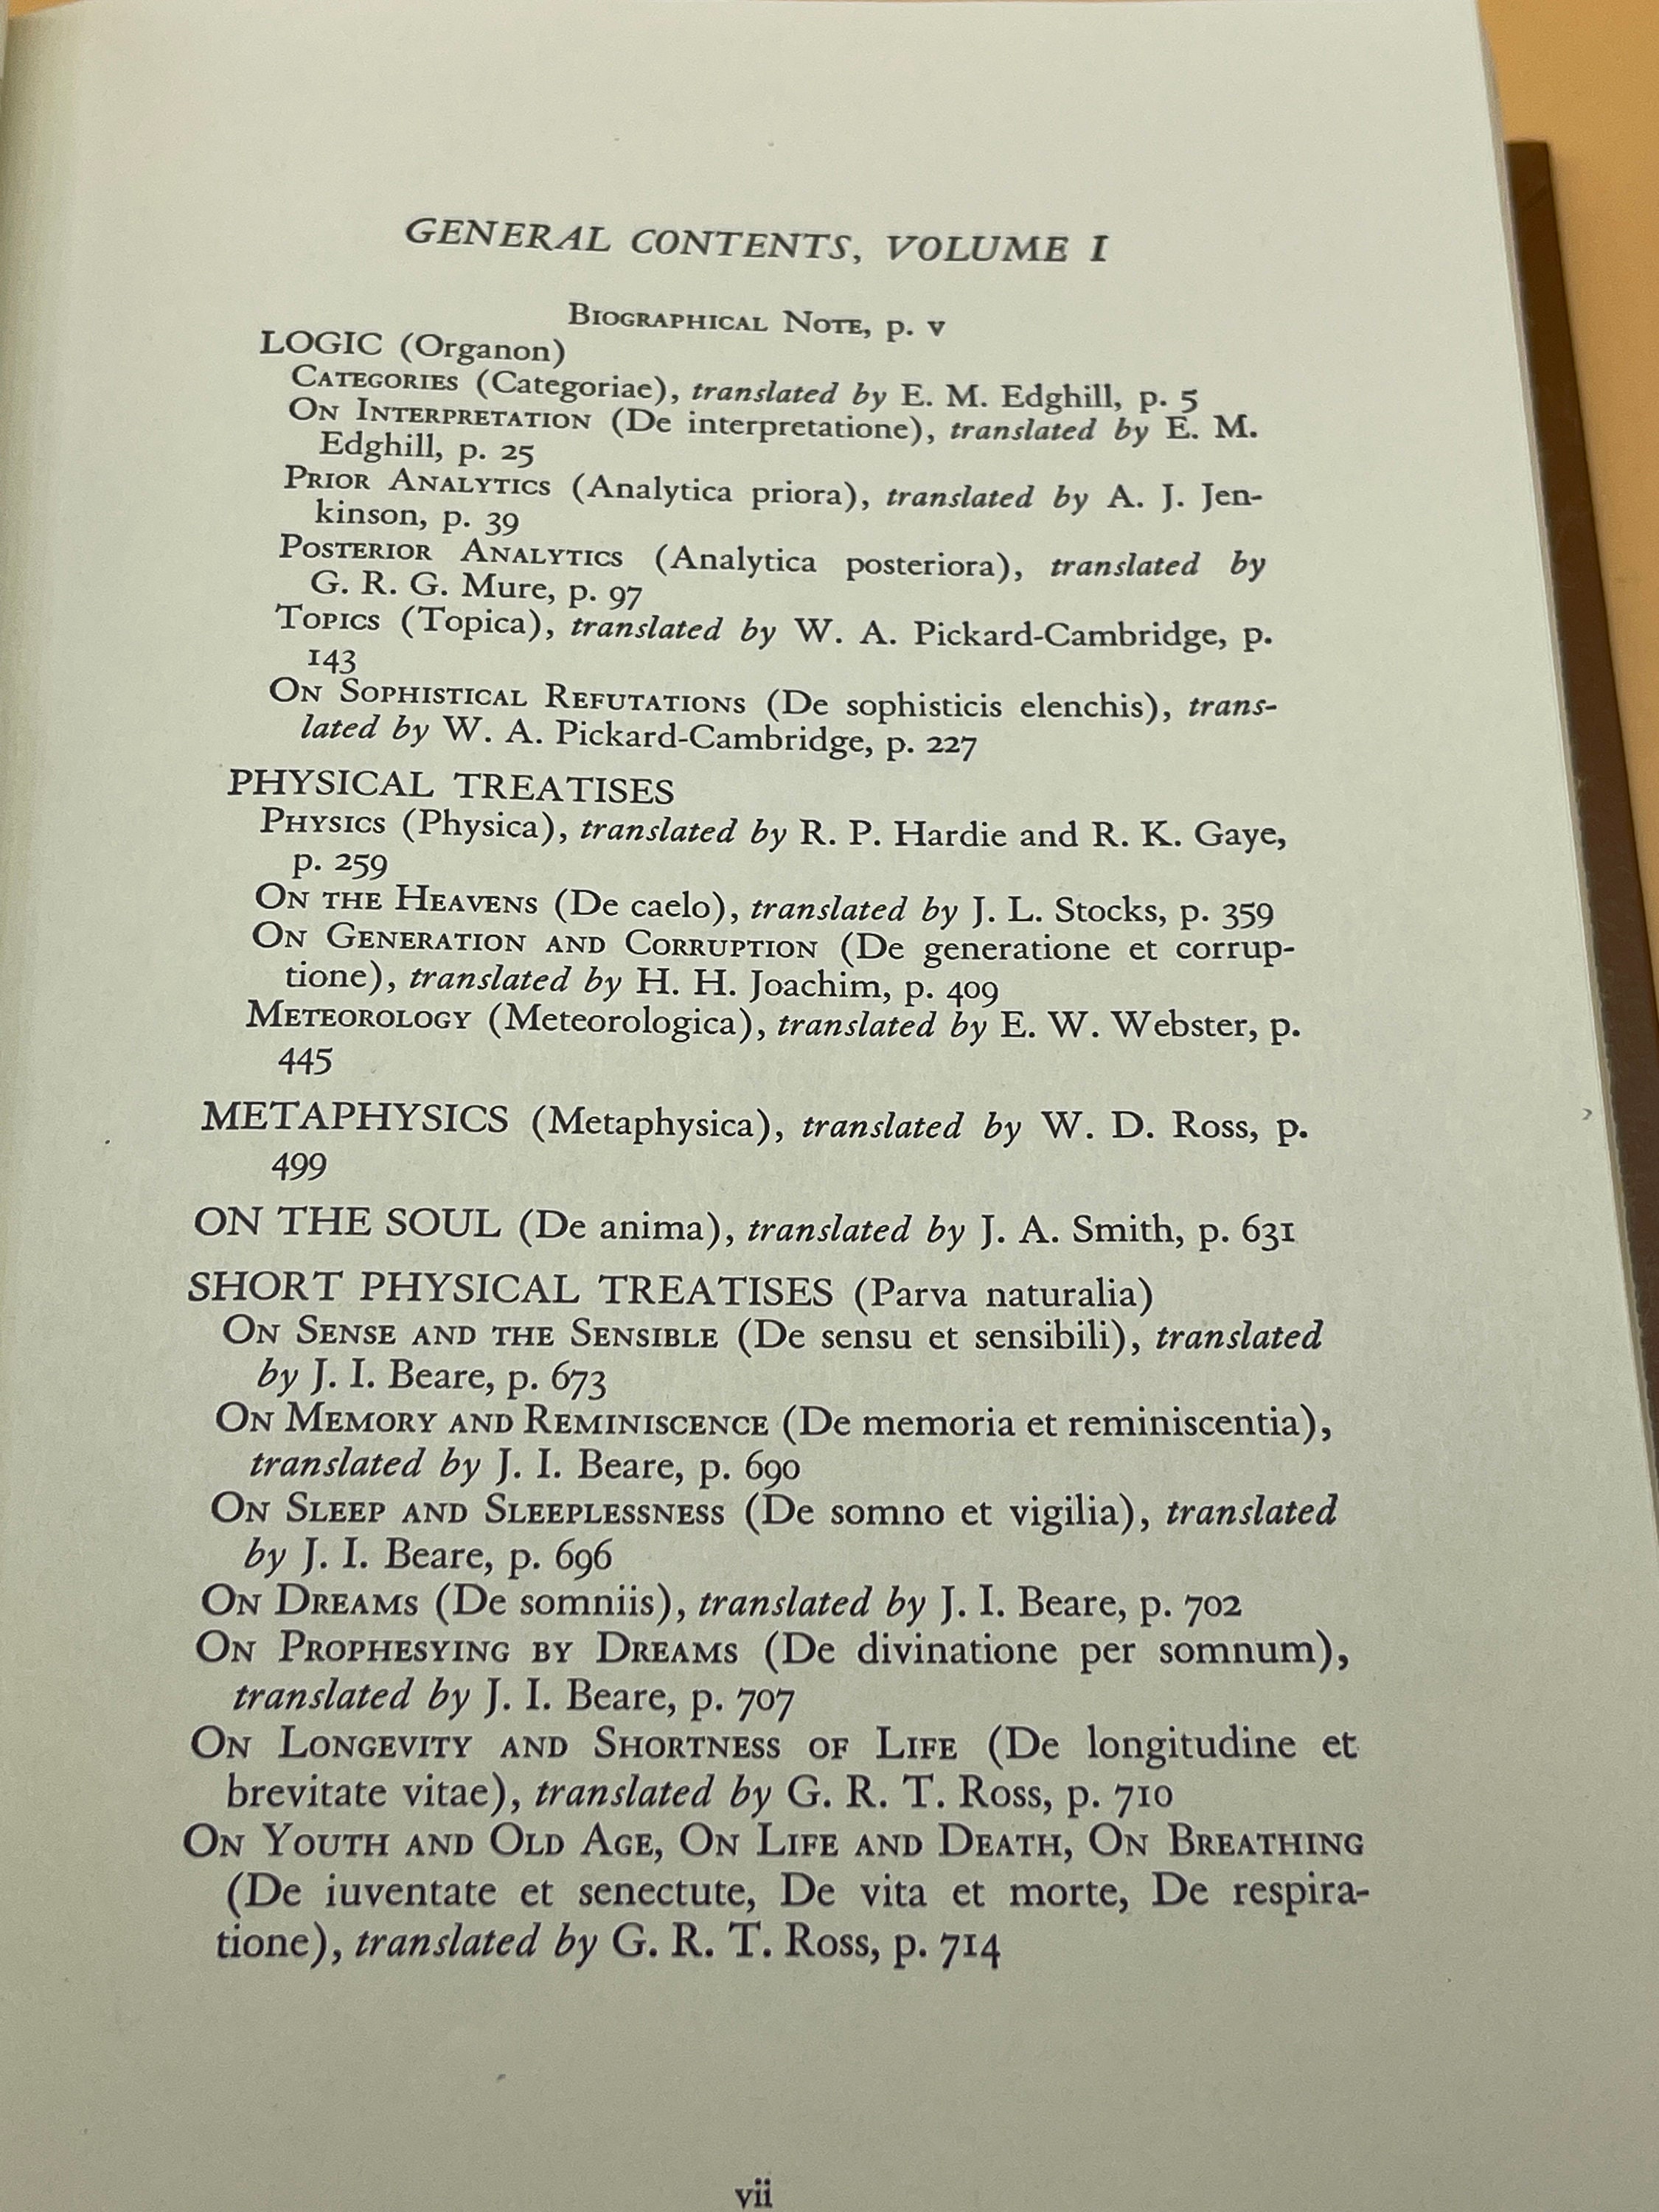 GENERAL CONTENTS, VOLUME I
BIOGRAPHICAL NOTE, p. v
LOGIC (Organon)
CATEGORIES (Categoriae), translated by E. M. Edghill, p. 5
ON INTERPRETATION (De interpretatione), translated by E. M.
Edghill, p. 25
PRIOR ANALYTICS (Analytica priora), translated by A. J. Jen-
kinson, p. 39
POSTERIOR ANALYTICS (Analytica posteriora), translated by
G. R. G. Mure, p. 97
TOPICS (Topica), translated by W. A. Pickard-Cambridge, p.
143
ON SOPHISTICAL REFUTATIONS (De sophisticis elenchis), trans-
lated by W. A. Pickard-Cambridge, p. 227
PHYSICAL TREATISES
PHYSICS (Physica), translated by R. P. Hardie and R. K. Gaye,
p. 259
ON THE HEAVENS (De caelo), translated by J. L. Stocks, p. 359
ON GENERATION AND CORRUPTION (De generatione et corrup-
tione), translated by H. H. Joachim, p. 409
METEOROLOGY (Meteorologica), translated by E. W. Webster, p.
445
METAPHYSICS (Metaphysica), translated by W. D. Ross, p.
499
ON THE SOUL (De anima), translated by J. A. Smith, p. 631
SHORT PHYSICAL TREATISES (Parva naturalia)
ON SENSE AND THE SENSIBLE (De sensu et sensibili), translated
by J. I. Beare, p. 673
ON MEMORY AND REMINISCENCE (De memoria et reminiscentia),
translated by J. I. Beare, p. 690
ON SLEEP AND SLEEPLESSNESS (De somno et vigilia), translated
by J. I. Beare, p. 696
ON DREAMS (De somniis), translated by J. I. Beare, p. 702
ON PROPHESYING BY DREAMS (De divinatione per somnum),
translated by J. I. Beare, p. 707
ON LONGEVITY AND SHORTNESS OF LIFE (De longitudine et
brevitate vitae), translated by G. R. T. Ross, p. 710
ON YOUTH AND OLD AGE, ON LIFE AND DEATH, ON BREATHING
(De iuventate et senectute, De vita et morte, De respira-
tione), translated by G. R. T. Ross, p. 714
vii